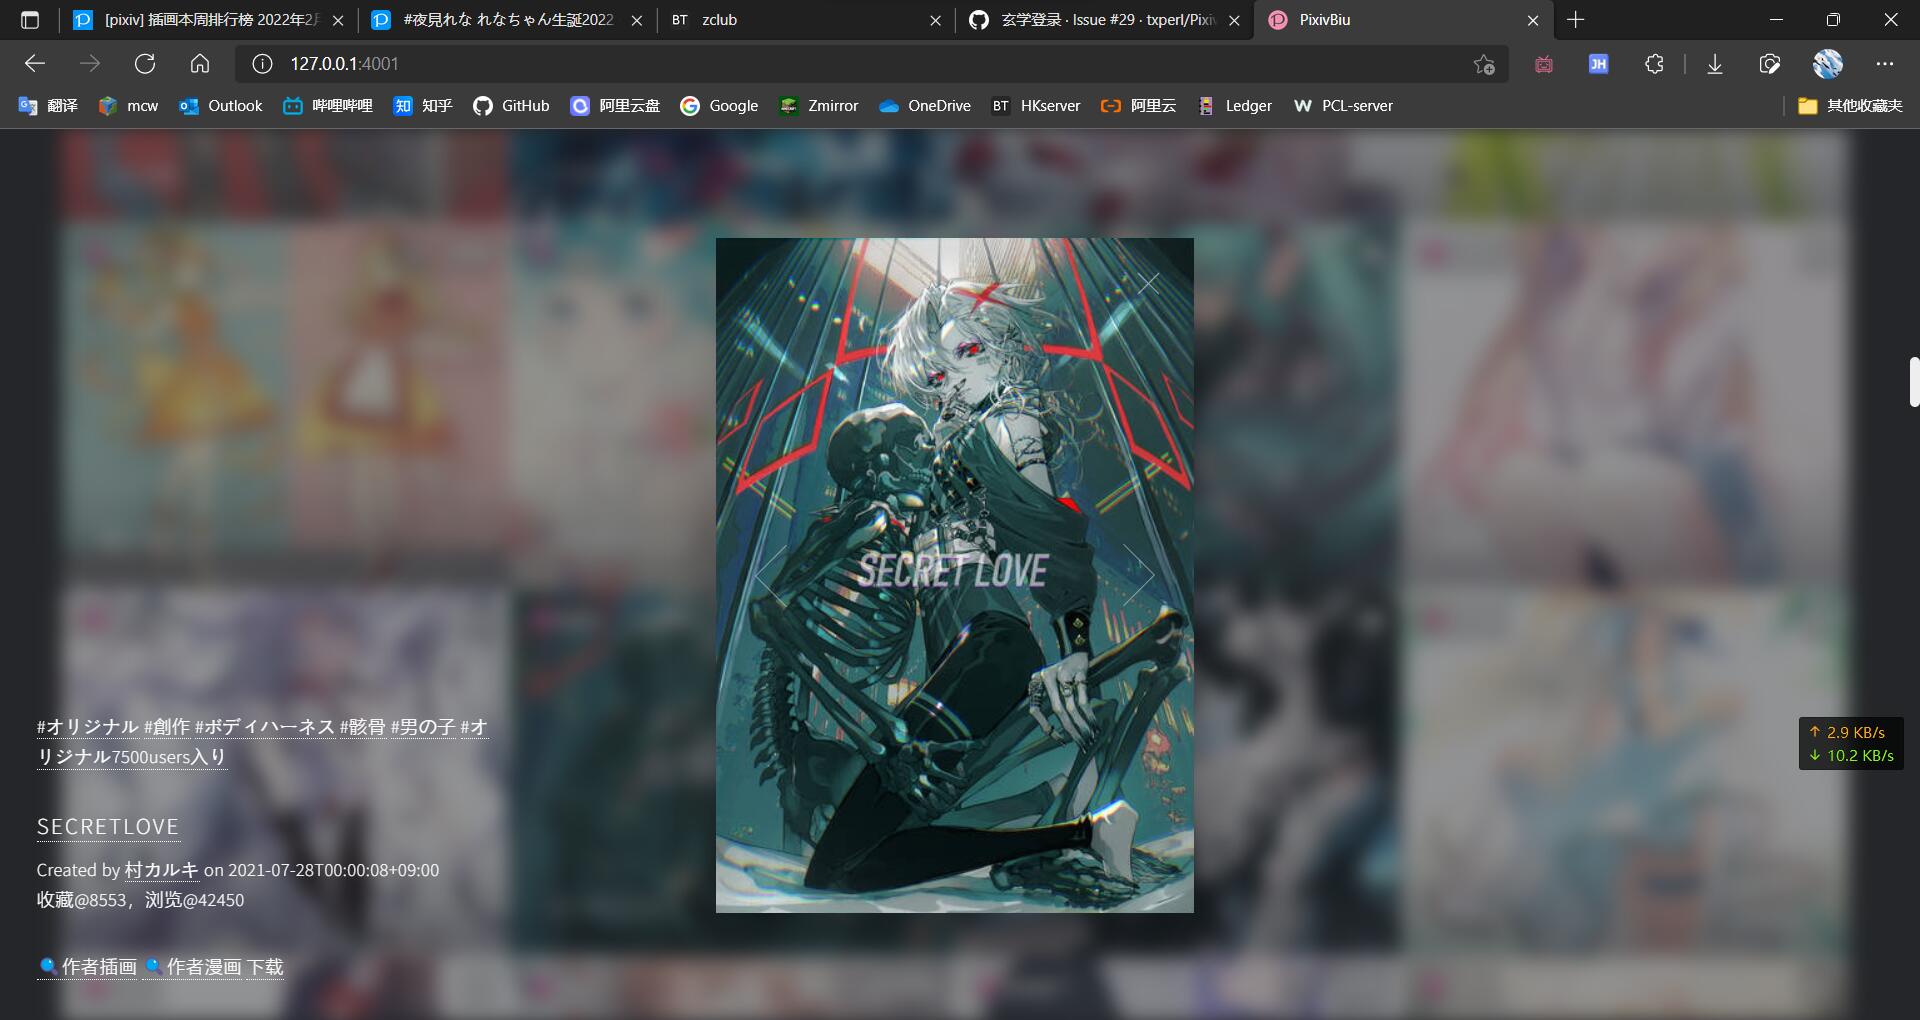 [pixiv] 插画本周排行榜 2022年2月
#夜見れな れなちゃん生誕2022
BT zclub
玄学登录 · Issue #29 · txperl/Pixiv
PixivBiu
127.0.0.1:4001
JH
翻译 mcw Outlook 哔哩哔哩 知 知乎 GitHub 阿里云盘 Google Zmirror OneDrive BT HKserver 阿里云 Ledger W PCL-server 其他收藏夹
SECRET LOVE
#オリジナル #創作 #ボディハーネス #骸骨 #男の子 #オ
リジナル7500users入り
↑ 2.9 KB/s
↓ 10.2 KB/s
SECRETLOVE
Created by 村カルキ on 2021-07-28T00:00:08+09:00
收藏@8553，浏览@42450
作者插画 作者漫画 下载